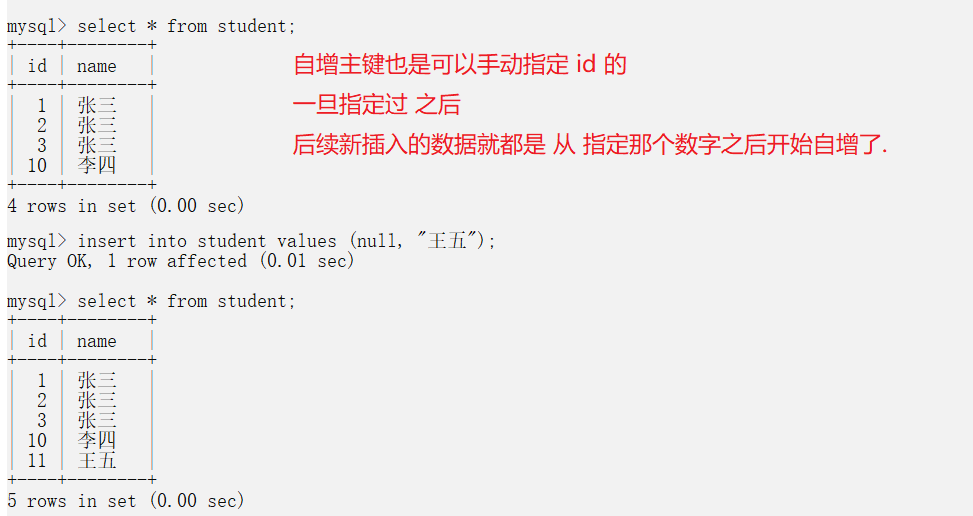 mysql> select * from student;
+----+--------+
| id | name   |
+----+--------+
|  1 | 张三   |
|  2 | 张三   |
|  3 | 张三   |
| 10 | 李四   |
+----+--------+
4 rows in set (0.00 sec)
自增主键也是可以手动指定 id 的
一旦指定过 之后
后续新插入的数据就都是 从 指定那个数字之后开始自增了.
mysql> insert into student values (null, "王五");
Query OK, 1 row affected (0.01 sec)
mysql> select * from student;
+----+--------+
| id | name   |
+----+--------+
|  1 | 张三   |
|  2 | 张三   |
|  3 | 张三   |
| 10 | 李四   |
| 11 | 王五   |
+----+--------+
5 rows in set (0.00 sec)